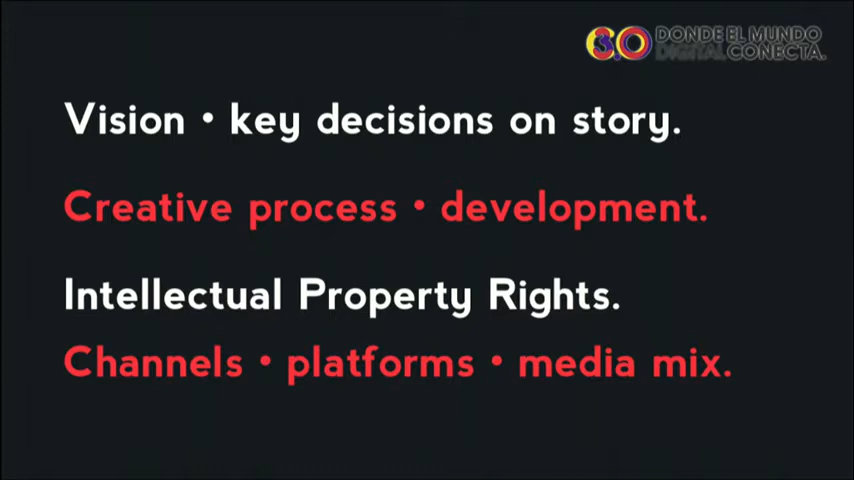 3.0 DONDE EL MUNDO
DIGITAL CONECTA.
Vision • key decisions on story.
Creative process • development.
Intellectual Property Rights.
Channels • platforms • media mix.